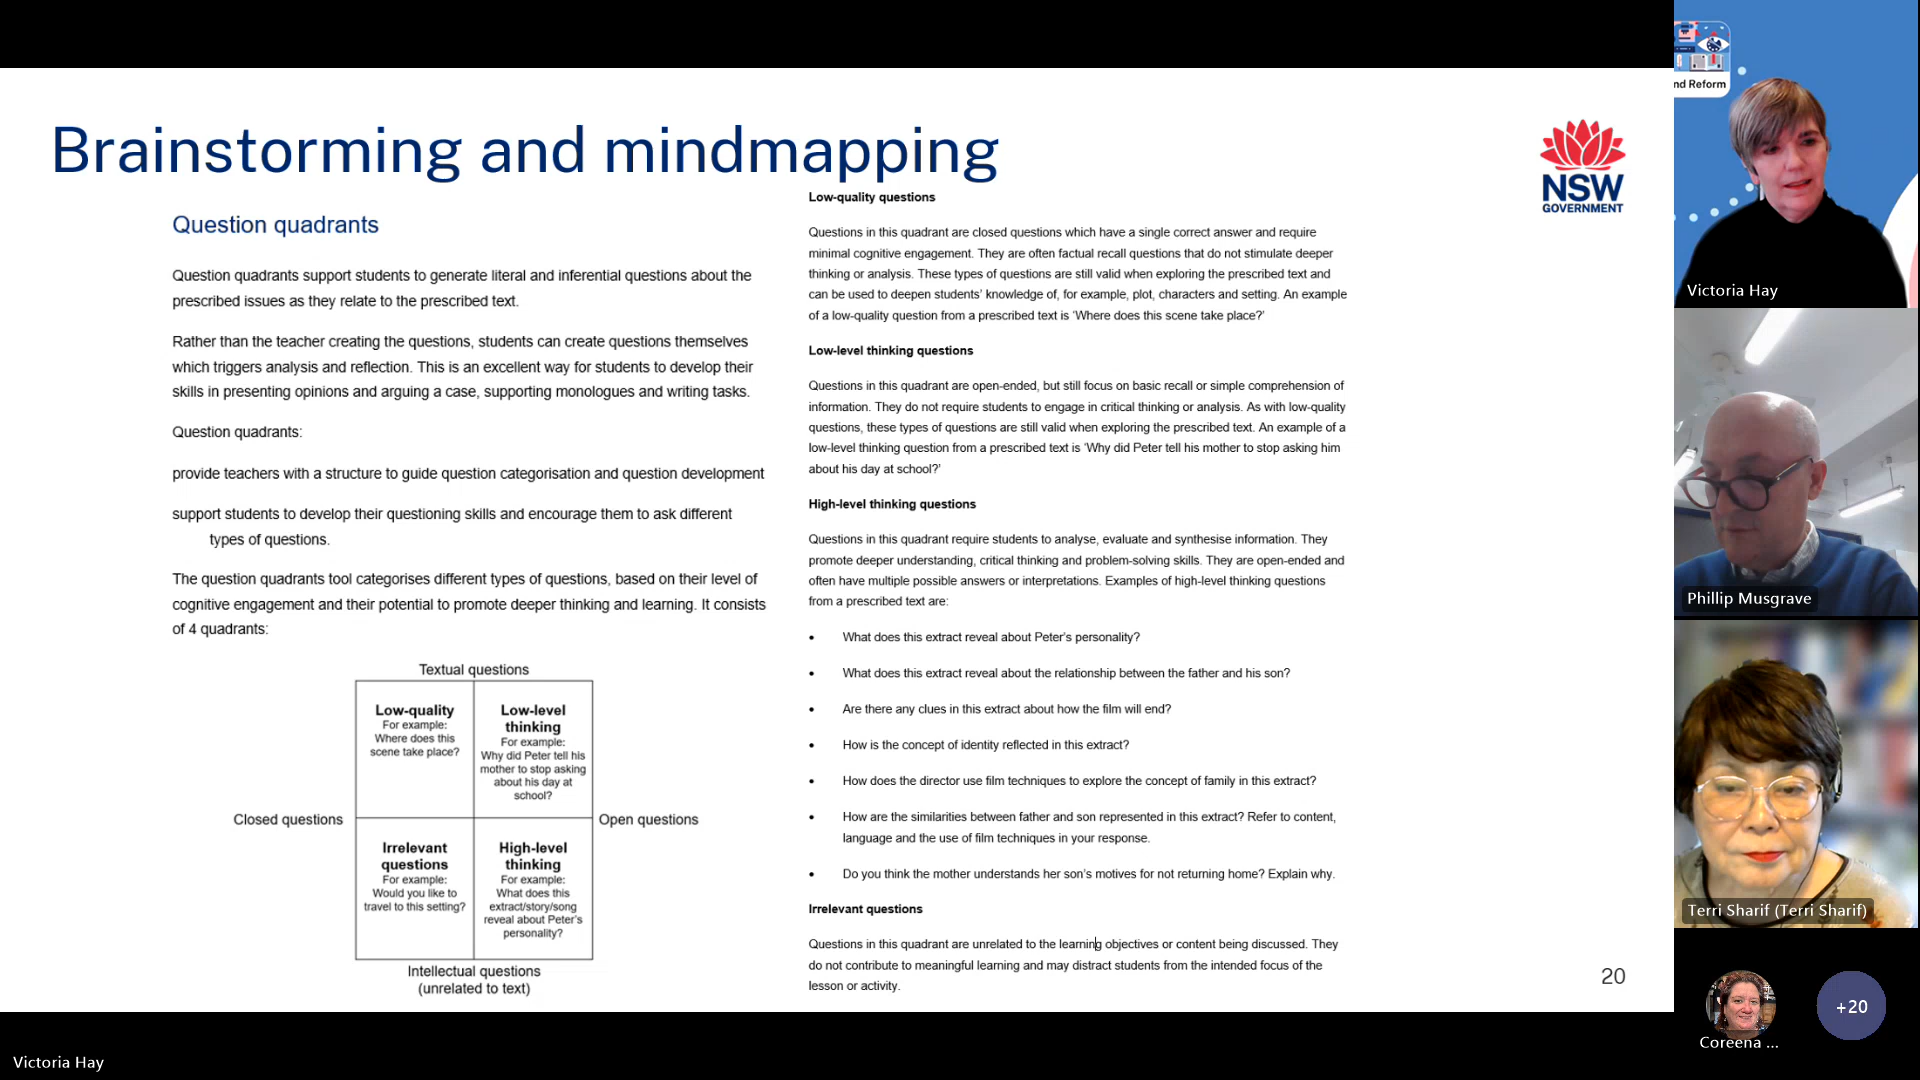 Brainstorming and mindmapping
NSW
GOVERNMENT
Question quadrants
Question quadrants support students to generate literal and inferential questions about the
prescribed issues as they relate to the prescribed text.
Rather than the teacher creating the questions, students can create questions themselves
which triggers analysis and reflection. This is an excellent way for students to develop their
skills in presenting opinions and arguing a case, supporting monologues and writing tasks.
Question quadrants:
provide teachers with a structure to guide question categorisation and question development
support students to develop their questioning skills and encourage them to ask different
types of questions.
The question quadrants tool categorises different types of questions, based on their level of
cognitive engagement and their potential to promote deeper thinking and learning. It consists
of 4 quadrants:
Textual questions
Low-quality
For example:
Where does this
scene take place?
Low-level
thinking
For example:
Why did Peter tell his
mother to stop asking
about his day at
school?
Closed questions
Open questions
Irrelevant
questions
For example:
Would you like to
travel to this setting?
High-level
thinking
For example:
What does this
extract/story/song
reveal about Peter's
personality?
Intellectual questions
(unrelated to text)
Low-quality questions
Questions in this quadrant are closed questions which have a single correct answer and require
minimal cognitive engagement. They are often factual recall questions that do not stimulate deeper
thinking or analysis. These types of questions are still valid when exploring the prescribed text and
can be used to deepen students' knowledge of, for example, plot, characters and setting. An example
of a low-quality question from a prescribed text is 'Where does this scene take place?'
Low-level thinking questions
Questions in this quadrant are open-ended, but still focus on basic recall or simple comprehension of
information. They do not require students to engage in critical thinking or analysis. As with low-quality
questions, these types of questions are still valid when exploring the prescribed text. An example of a
low-level thinking question from a prescribed text is 'Why did Peter tell his mother to stop asking him
about his day at school?'
High-level thinking questions
Questions in this quadrant require students to analyse, evaluate and synthesise information. They
promote deeper understanding, critical thinking and problem-solving skills. They are open-ended and
often have multiple possible answers or interpretations. Examples of high-level thinking questions
from a prescribed text are:
• What does this extract reveal about Peter's personality?
• What does this extract reveal about the relationship between the father and his son?
• Are there any clues in this extract about how the film will end?
• How is the concept of identity reflected in this extract?
• How does the director use film techniques to explore the concept of family in this extract?
• How are the similarities between father and son represented in this extract? Refer to content,
language and the use of film techniques in your response.
• Do you think the mother understands her son's motives for not returning home? Explain why.
Irrelevant questions
Questions in this quadrant are unrelated to the learning objectives or content being discussed. They
do not contribute to meaningful learning and may distract students from the intended focus of the
lesson or activity.
20
nd Reform
Victoria Hay
Phillip Musgrave
Terri Sharif (Terri Sharif)
Coreena ...
+20
Victoria Hay